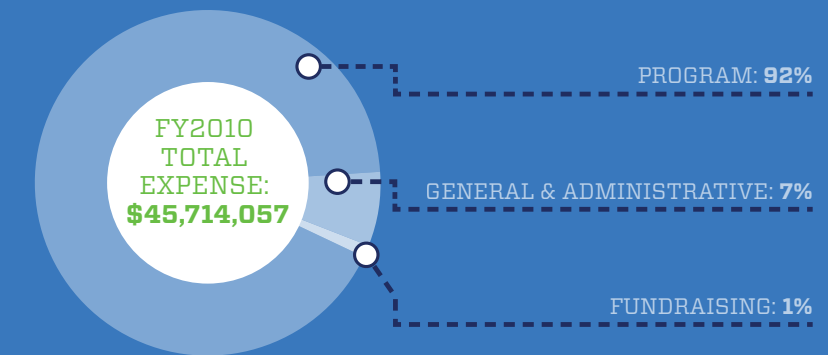 FY2010
TOTAL
EXPENSE:
$45,714,057
PROGRAM: 92%
GENERAL & ADMINISTRATIVE: 7%
FUNDRAISING: 1%